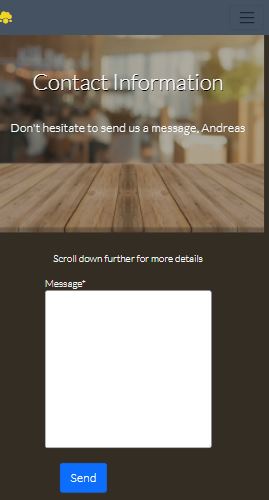 Contact Information
Don't hesitate to send us a message, Andreas
Scroll down further for more details
Message*
Send